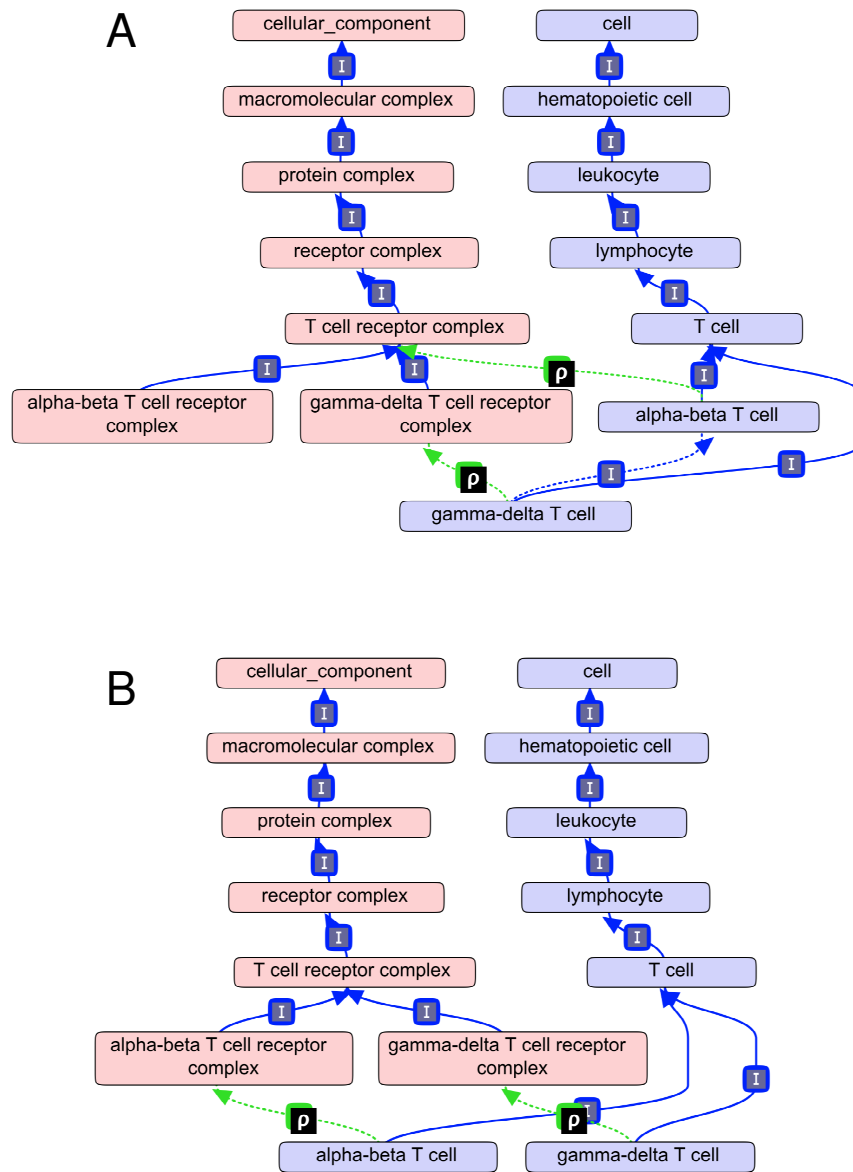 A
cellular_component
cell
I
I
macromolecular complex
hematopoietic cell
I
I
protein complex
leukocyte
I
I
receptor complex
lymphocyte
I
I
T cell receptor complex
T cell
I
I
ρ
I
alpha-beta T cell receptor
complex
gamma-delta T cell receptor
complex
alpha-beta T cell
ρ
I
I
gamma-delta T cell
B
cellular_component
cell
I
I
macromolecular complex
hematopoietic cell
I
I
protein complex
leukocyte
I
I
receptor complex
lymphocyte
I
I
T cell receptor complex
T cell
I
I
alpha-beta T cell receptor
complex
gamma-delta T cell receptor
complex
I
ρ
ρ
I
alpha-beta T cell
gamma-delta T cell